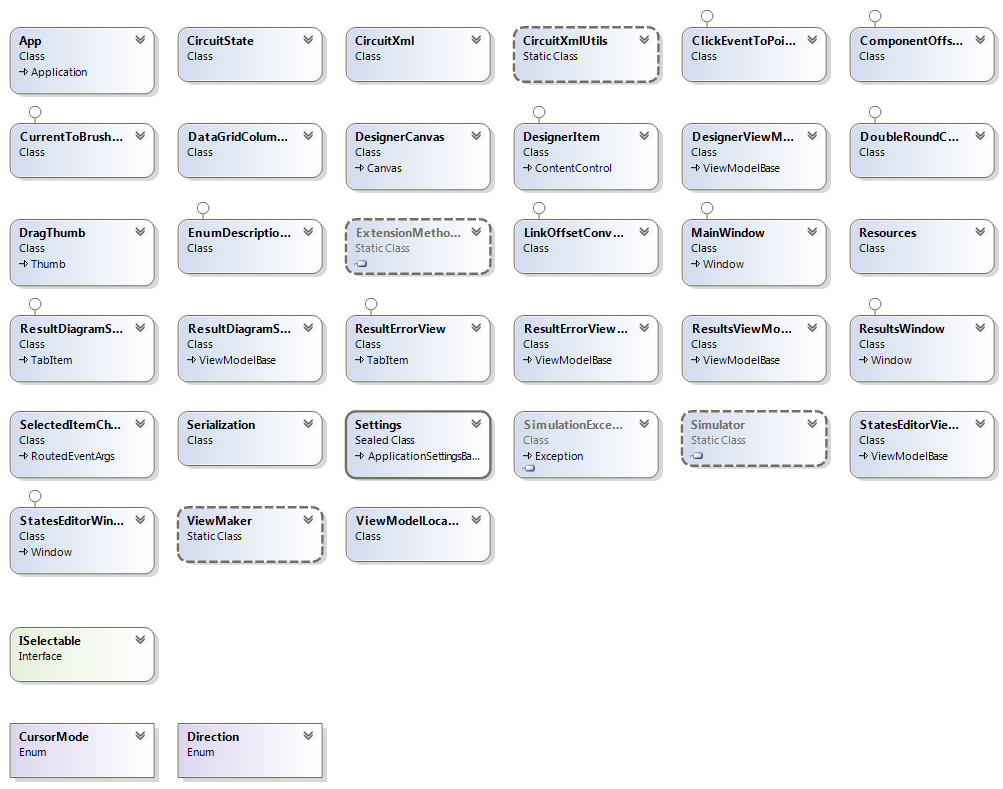 App
Class
Application
CircuitState
Class
CircuitXml
Class
CircuitXmlUtils
Static Class
ClickEventToPoi...
Class
ComponentOffs...
Class
CurrentToBrush...
Class
DataGridColum...
Class
DesignerCanvas
Class
Canvas
DesignerItem
Class
ContentControl
DesignerViewM...
Class
ViewModelBase
DoubleRoundC...
Class
DragThumb
Class
Thumb
EnumDescriptio...
Class
ExtensionMetho...
Static Class
LinkOffsetConv...
Class
MainWindow
Class
Window
Resources
Class
ResultDiagramS...
Class
TabItem
ResultDiagramS...
Class
ViewModelBase
ResultErrorView
Class
TabItem
ResultErrorView...
Class
ViewModelBase
ResultsViewMo...
Class
ViewModelBase
ResultsWindow
Class
Window
SelectedItemCh...
Class
RoutedEventArgs
Serialization
Class
Settings
Sealed Class
ApplicationSettingsBa...
SimulationExce...
Class
Exception
Simulator
Static Class
StatesEditorVie...
Class
ViewModelBase
StatesEditorWin...
Class
Window
ViewMaker
Static Class
ViewModelLoca...
Class
ISelectable
Interface
CursorMode
Enum
Direction
Enum